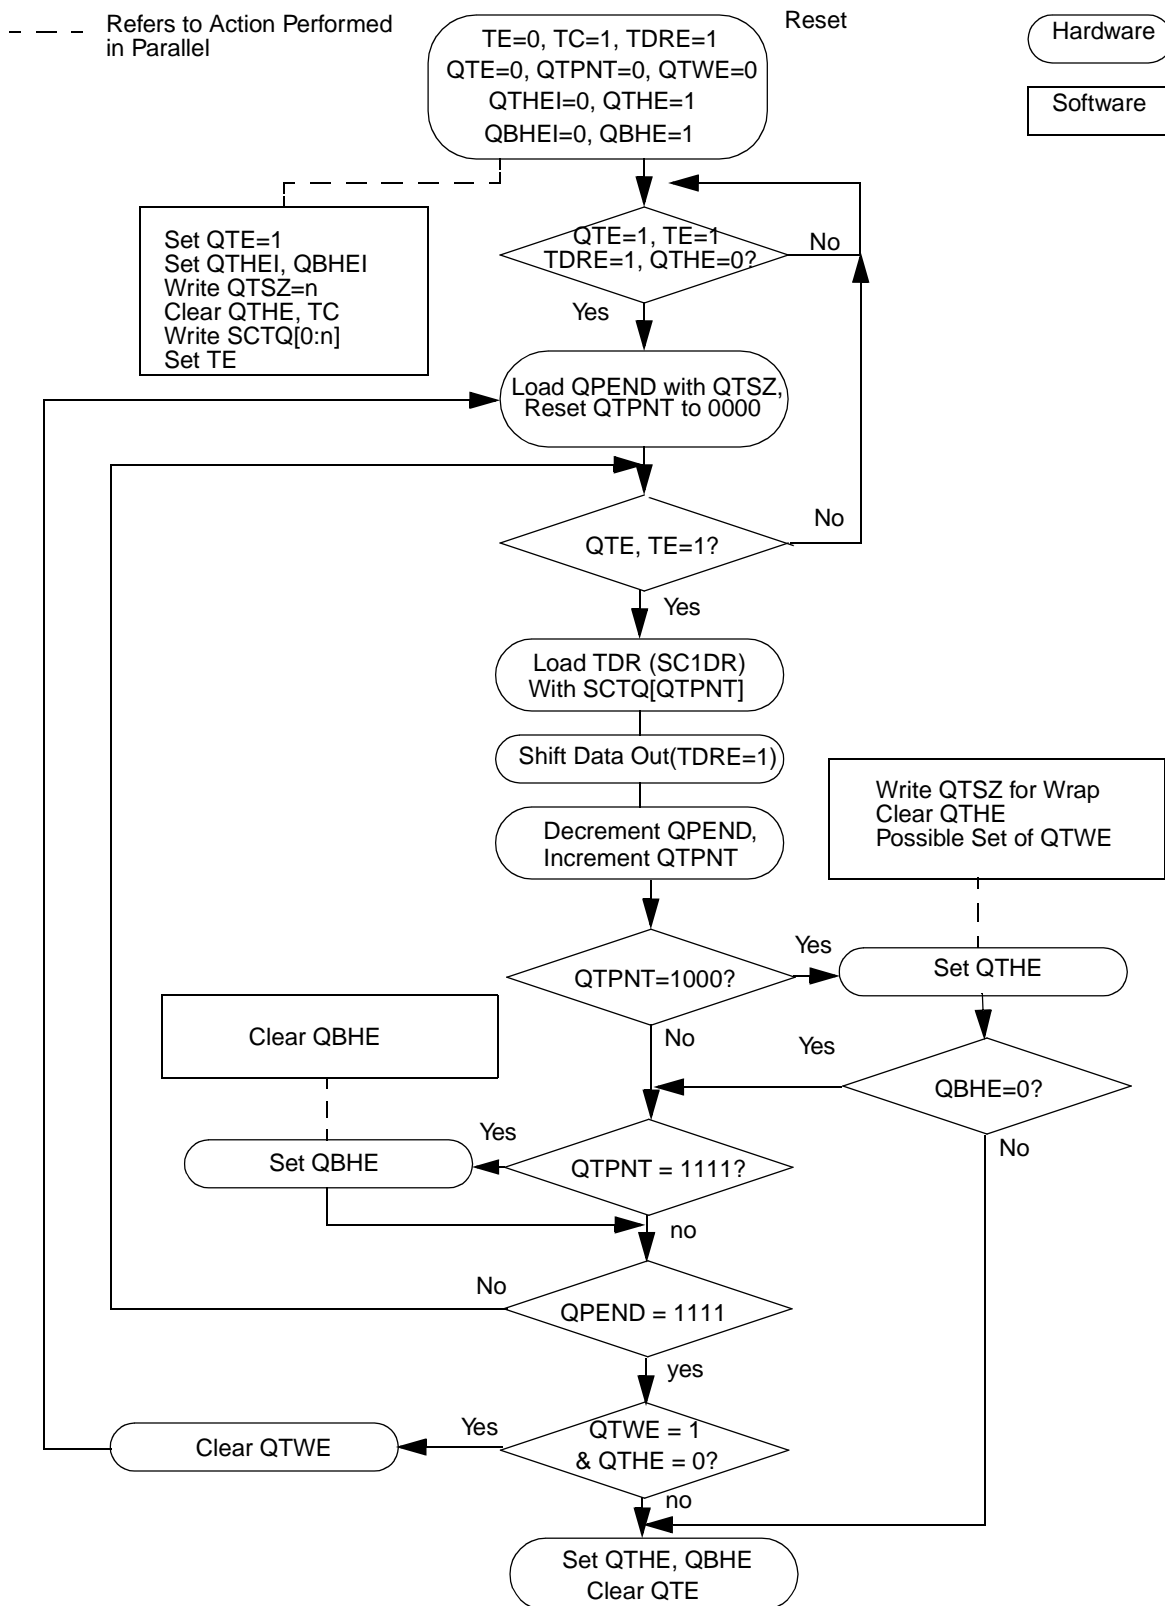 Refers to Action Performed
in Parallel
Reset
Hardware
Software
TE=0, TC=1, TDRE=1
QTE=0, QTPNT=0, QTWE=0
QTHEI=0, QTHE=1
QBHEI=0, QBHE=1
Set QTE=1
Set QTHEI, QBHEI
Write QTSZ=n
Clear QTHE, TC
Write SCTQ[0:n]
Set TE
QTE=1, TE=1
TDRE=1, QTHE=0?
No
Yes
Load QPEND with QTSZ,
Reset QTPNT to 0000
QTE, TE=1?
No
Yes
Load TDR (SC1DR)
With SCTQ[QTPNT]
Shift Data Out(TDRE=1)
Decrement QPEND,
Increment QTPNT
Write QTSZ for Wrap
Clear QTHE
Possible Set of QTWE
QTPNT=1000?
Yes
Set QTHE
No
Yes
QBHE=0?
No
Clear QBHE
Yes
Set QBHE
QTPNT = 1111?
no
No
QPEND = 1111
yes
Yes
Clear QTWE
QTWE = 1
& QTHE = 0?
no
Set QTHE, QBHE
Clear QTE